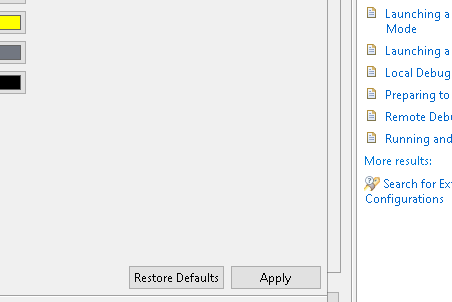 Launching a
Mode
Launching a
Local Debug
Preparing to
Remote Deb
Running and
More results:
Search for Ex
Configurations
Restore Defaults
Apply